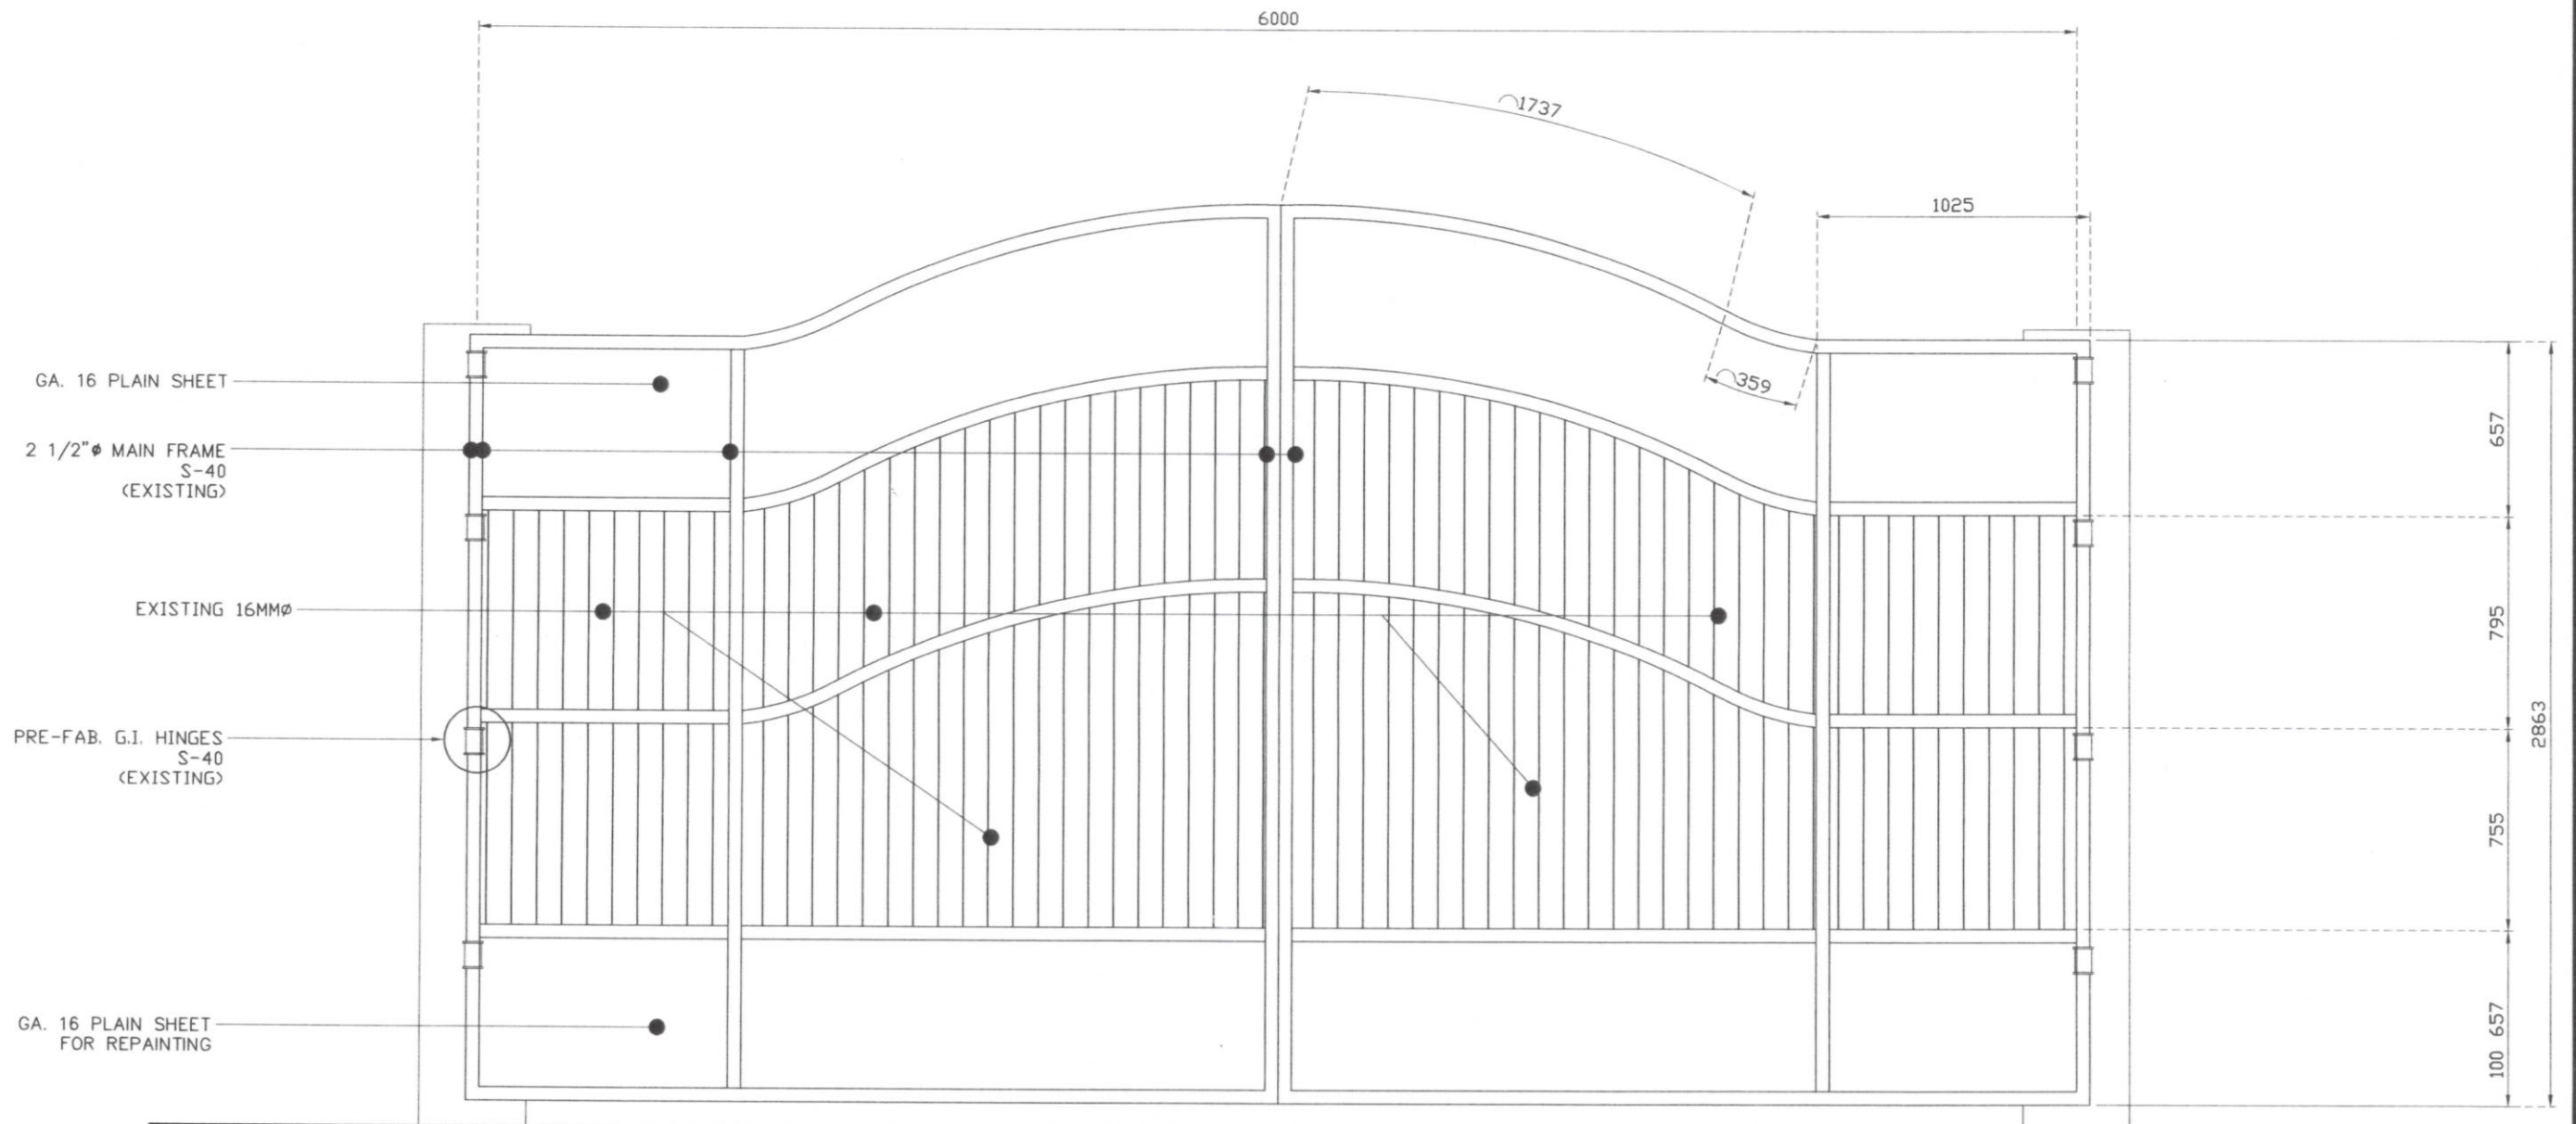 6000
⌒1737
1025
⌒359
GA. 16 PLAIN SHEET
2 1/2"ø MAIN FRAME
S-40
(EXISTING)
EXISTING 16MMØ
PRE-FAB. G.I. HINGES
S-40
(EXISTING)
GA. 16 PLAIN SHEET
FOR REPAINTING
657
795
755
657
100
2863